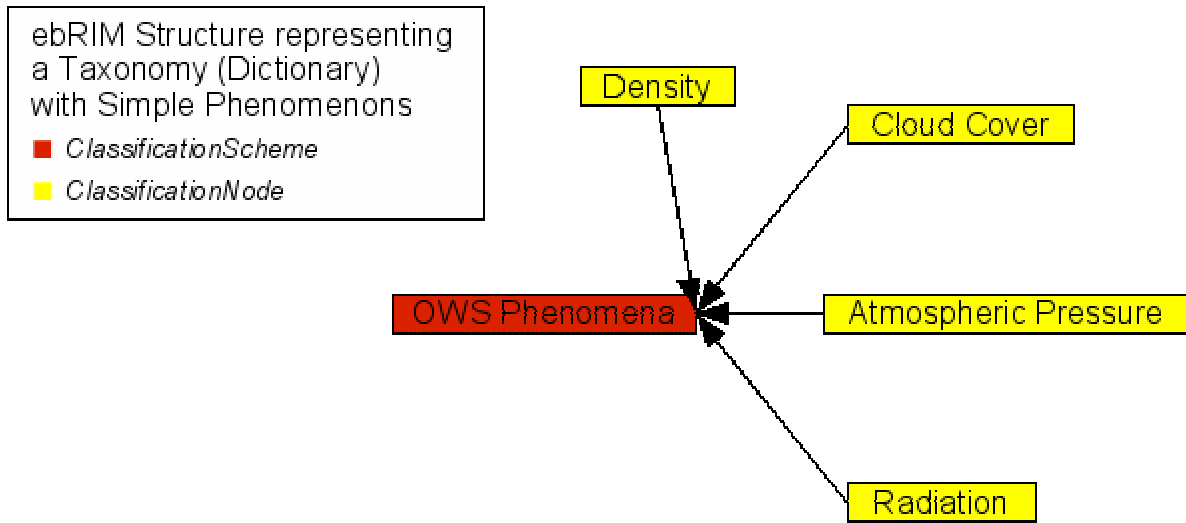 ebRIM Structure representing
a Taxonomy (Dictionary)
with Simple Phenomenons
ClassificationScheme
ClassificationNode
Density
Cloud Cover
OWS Phenomena
Atmospheric Pressure
Radiation